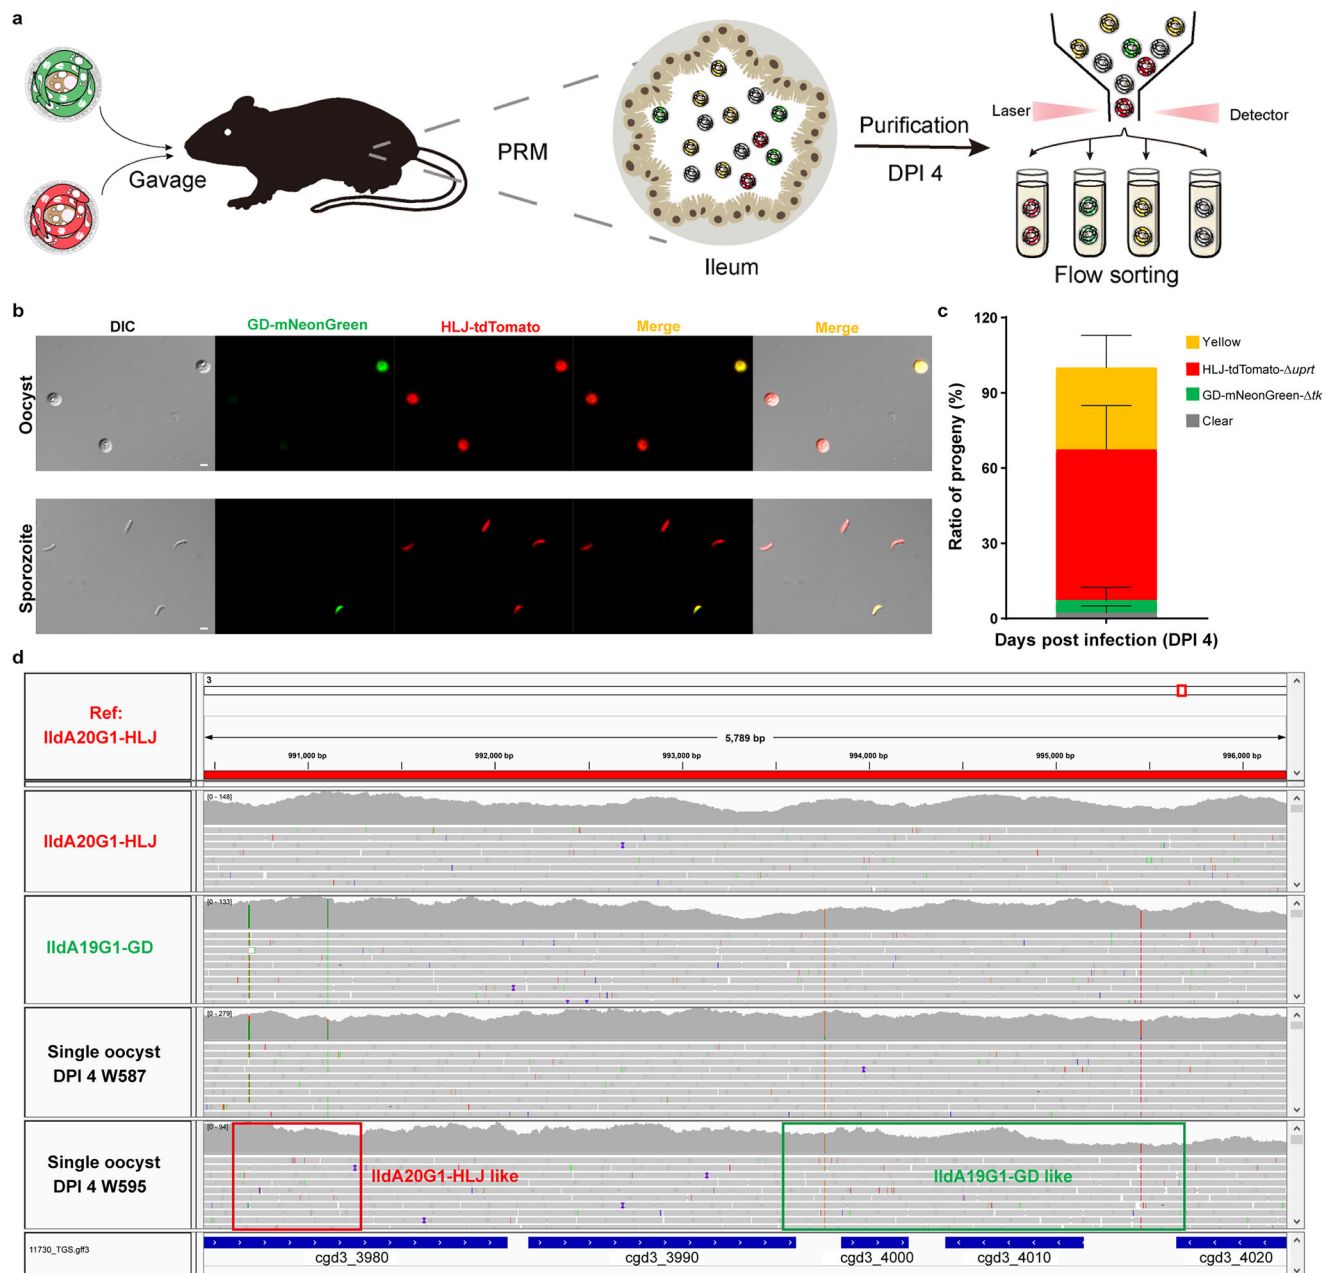 a
Gavage
PRM
Ileum
Purification
DPI 4
Laser
Detector
Flow sorting
b
DIC
GD-mNeonGreen
HLJ-tdTomato
Merge
Merge
Oocyst
Sporozoite
c
Ratio of progeny (%)
120
90
60
30
0
Days post infection (DPI 4)
Yellow
HLJ-tdTomato-Δuprt
GD-mNeonGreen-Δtk
Clear
d
Ref:
IIdA20G1-HLJ
3
5,789 bp
991,000 bp
992,000 bp
993,000 bp
994,000 bp
995,000 bp
996,000 bp
IIdA20G1-HLJ
[0 - 148]
IIdA19G1-GD
[0 - 133]
Single oocyst
DPI 4 W587
[0 - 279]
Single oocyst
DPI 4 W595
[0 - 94]
IIdA20G1-HLJ like
IIdA19G1-GD like
11730_TGS.gff3
cgd3_3980
cgd3_3990
cgd3_4000
cgd3_4010
cgd3_4020